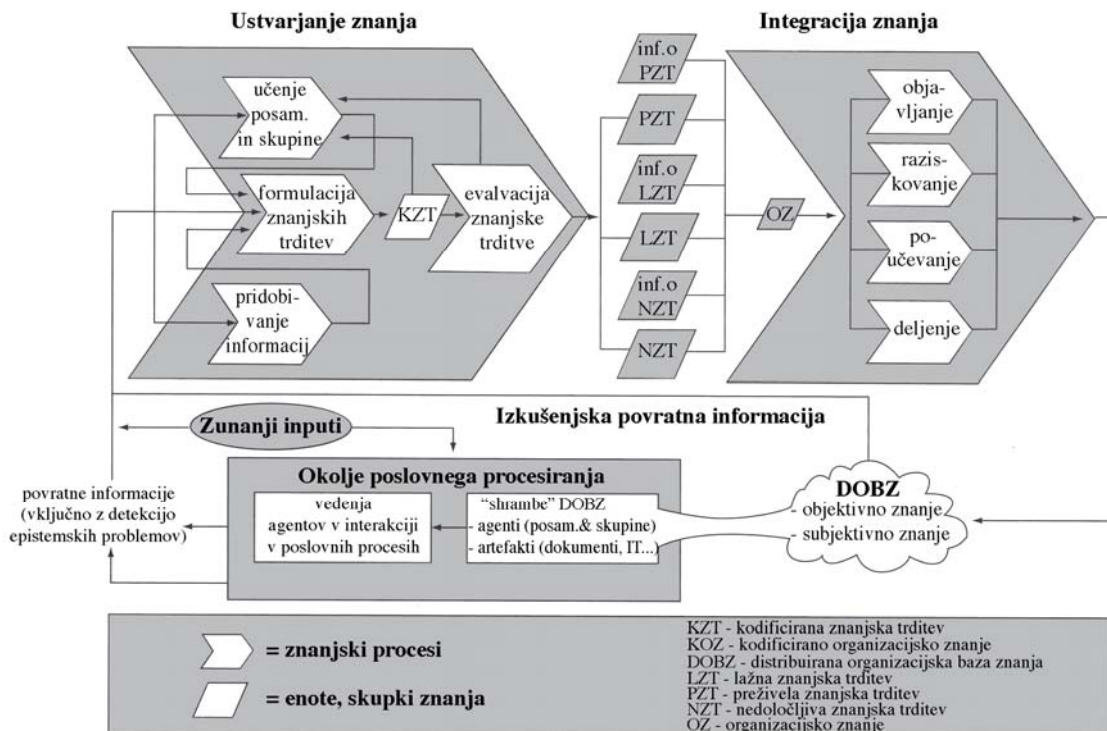 Ustvarjanje znanja
Integracija znanja
učenje
posam.
in skupine
formulacija
znanjskih
trditev
pridobi-
vanje
informacij
KZT
evalvacija
znanjske
trditve
inf.o
PZT
PZT
inf.o
LZT
LZT
inf.o
NZT
NZT
OZ
objav-
vljanje
razis-
kovanje
po-
učevanje
deljenje
Izkušenjska povratna informacija
Zunanji inputi
Okolje poslovnega procesiranja
povratne informacije
(vključno z detekcijo
epistemskih problemov)
vedenja
agentov v interakciji
v poslovnih procesih
“shrambe” DOBZ
- agenti (posam.& skupine)
- artefakti (dokumenti, IT...)
DOBZ
- objektivno znanje
- subjektivno znanje
= znanjski procesi
= enote, skupki znanja
KZT - kodificirana znanjska trditev
KOZ - kodificirano organizacijsko znanje
DOBZ - distribuirana organizacijska baza znanja
LZT - lažna znanjska trditev
PZT - preživela znanjska trditev
NZT - nedoločljiva znanjska trditev
OZ - organizacijsko znanje